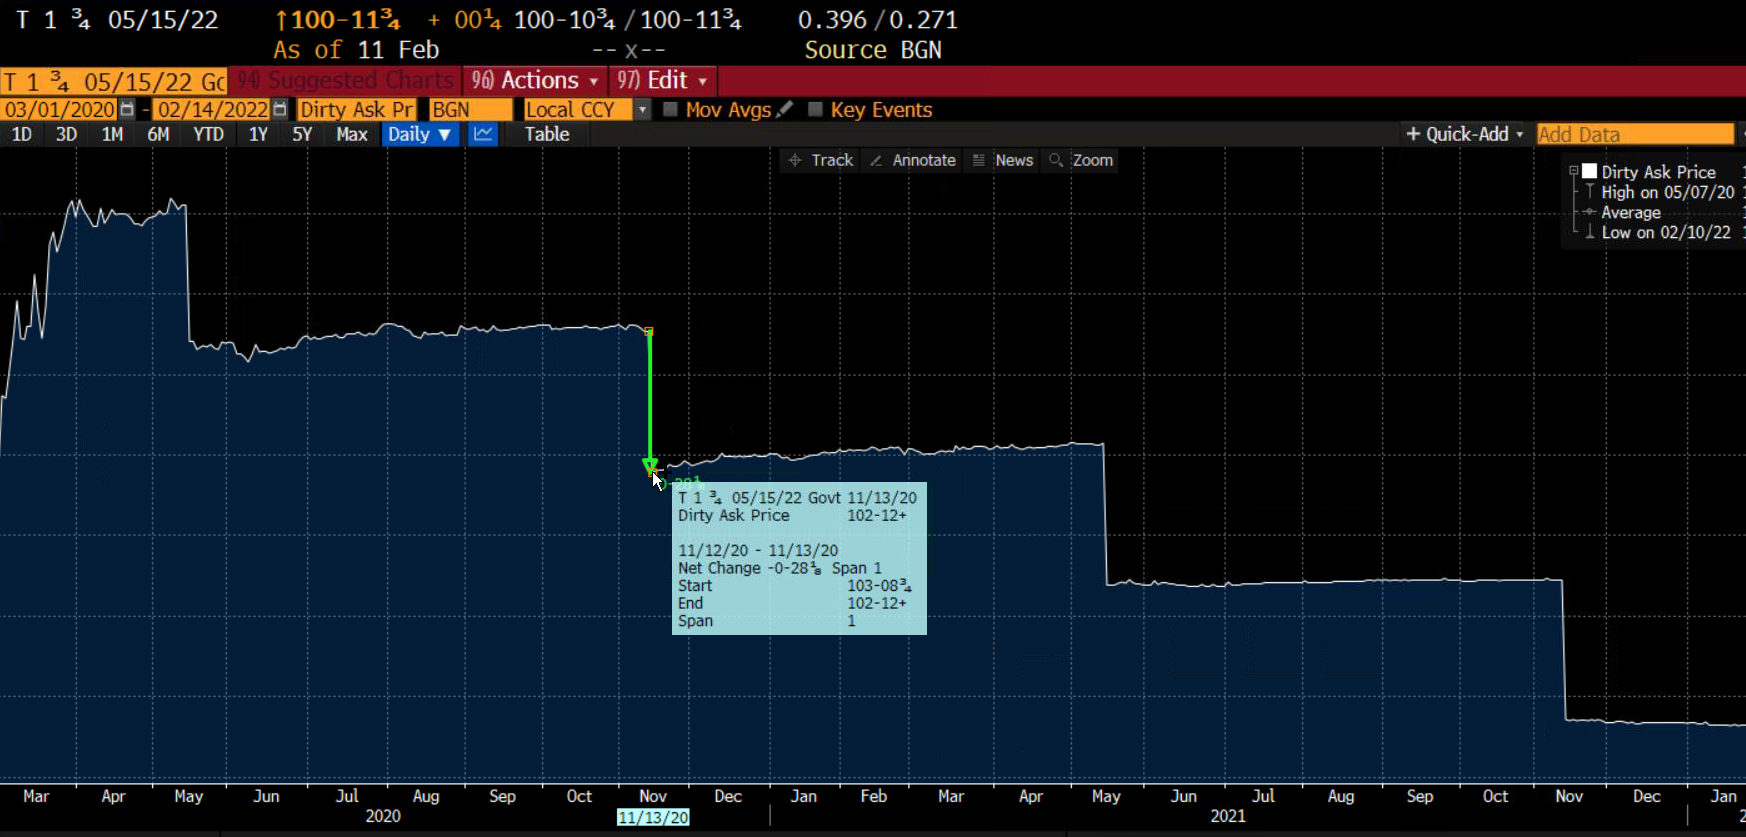 T 1 ¾ 05/15/22 ↑100-11¾ + 00¼ 100-10¾ / 100-11¾ 0.396 / 0.271
As of 11 Feb -- x -- Source BGN
T 1 ¾ 05/15/22 Go 94) Suggested Charts 96) Actions 97) Edit
03/01/2020 - 02/14/2022 Dirty Ask Pr BGN Local CCY Mov Avgs Key Events
1D 3D 1M 6M YTD 1Y 5Y Max Daily ▼ Table + Quick-Add Add Data
Track Annotate News Zoom
Dirty Ask Price 1
High on 05/07/20 1
Average 1
Low on 02/10/22 1
T 1 ¾ 05/15/22 Govt 11/13/20
Dirty Ask Price 102-12+
11/12/20 - 11/13/20
Net Change -0-28⅛ Span 1
Start 103-08¾
End 102-12+
Span 1
Mar Apr May Jun Jul Aug Sep Oct Nov Dec Jan Feb Mar Apr May Jun Jul Aug Sep Oct Nov Dec Jan
2020 11/13/20 2021 2